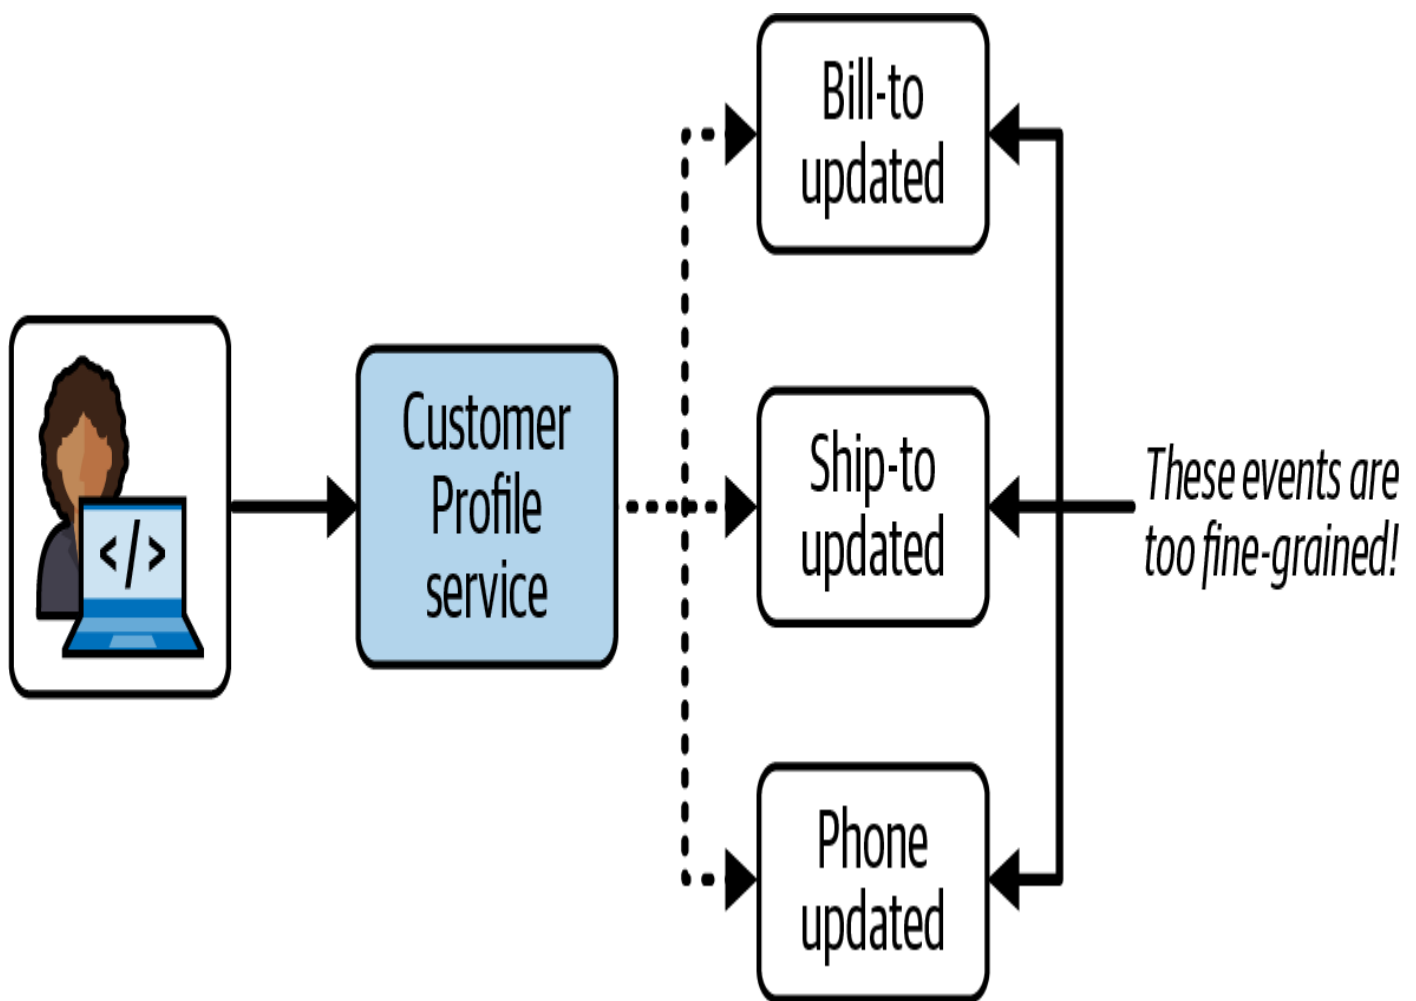 Bill-to
updated
</>
Customer
Profile
service
Ship-to
updated
These events are
too fine-grained!
Phone
updated